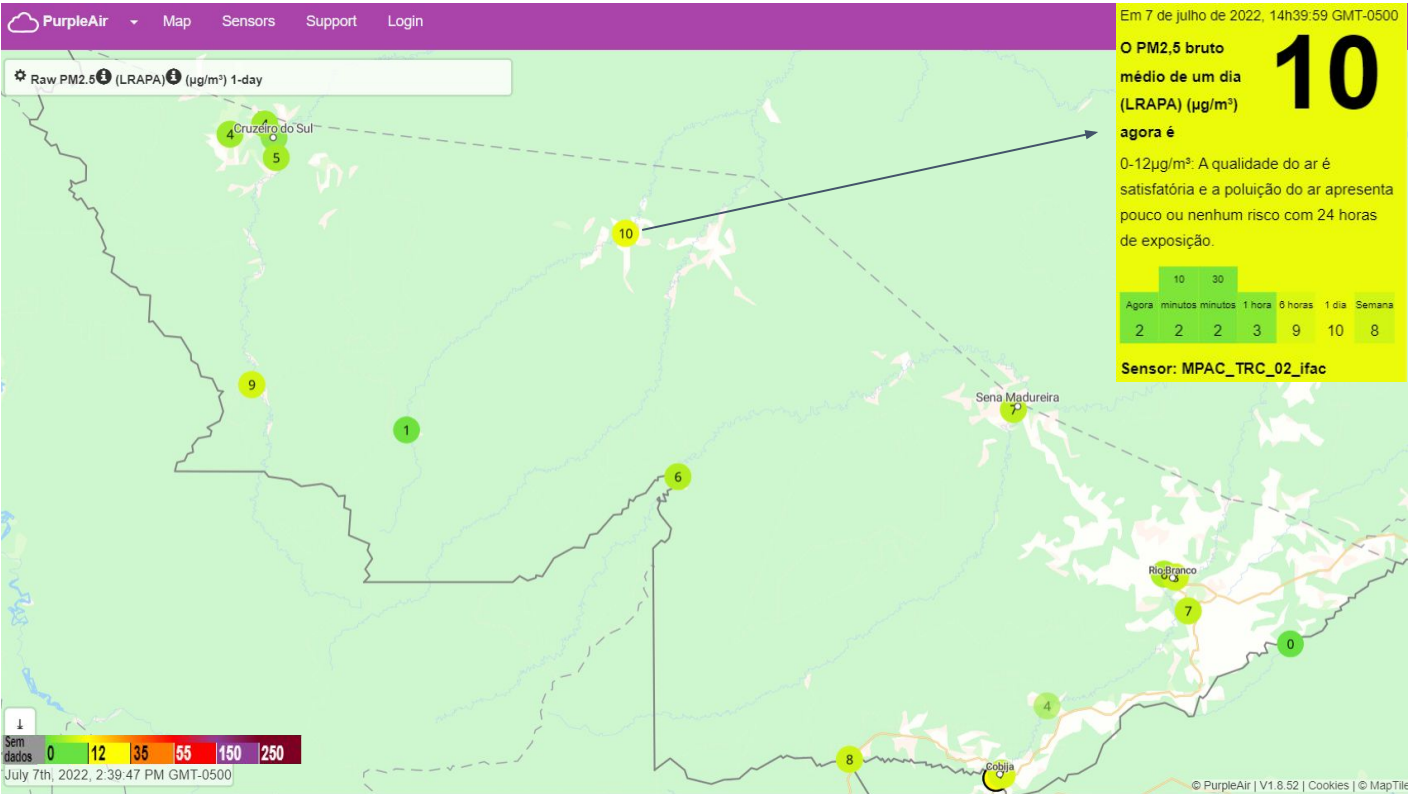 PurpleAir Map Sensors Support Login
Raw PM2.5 (LRAPA) (µg/m³) 1-day
Em 7 de julho de 2022, 14h39:59 GMT-0500
O PM2,5 bruto
médio de um dia
(LRAPA) (µg/m³)
agora é
10
0-12µg/m³: A qualidade do ar é
satisfatória e a poluição do ar apresenta
pouco ou nenhum risco com 24 horas
de exposição.
10 30
Agora minutos minutos 1 hora 6 horas 1 dia Semana
2 2 2 3 9 10 8
Sensor: MPAC_TRC_02_ifac
4
4
Cruzeiro do Sul
5
10
9
1
Sena Madureira
7
6
Rio Branco
7
0
4
8
Cobija
Sem
dados
0 12 35 55 150 250
July 7th, 2022, 2:39:47 PM GMT-0500
© PurpleAir | V1.8.52 | Cookies | © MapTile